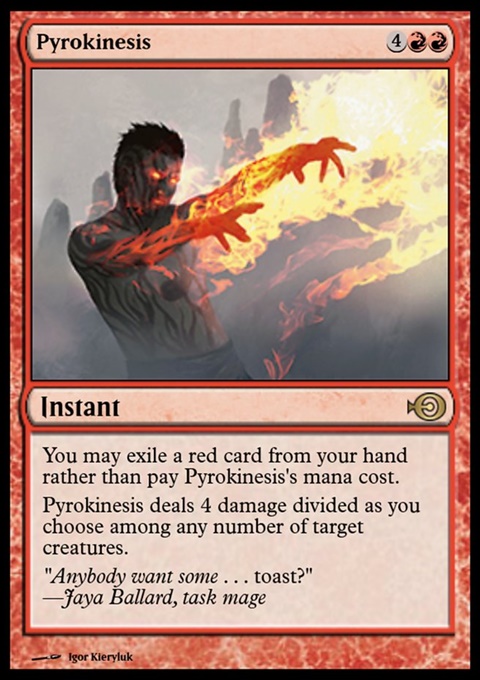 Pyrokinesis 4
Instant
You may exile a red card from your hand
rather than pay Pyrokinesis's mana cost.
Pyrokinesis deals 4 damage divided as you
choose among any number of target
creatures.
"Anybody want some . . . toast?"
—Jaya Ballard, task mage
Igor Kieryluk